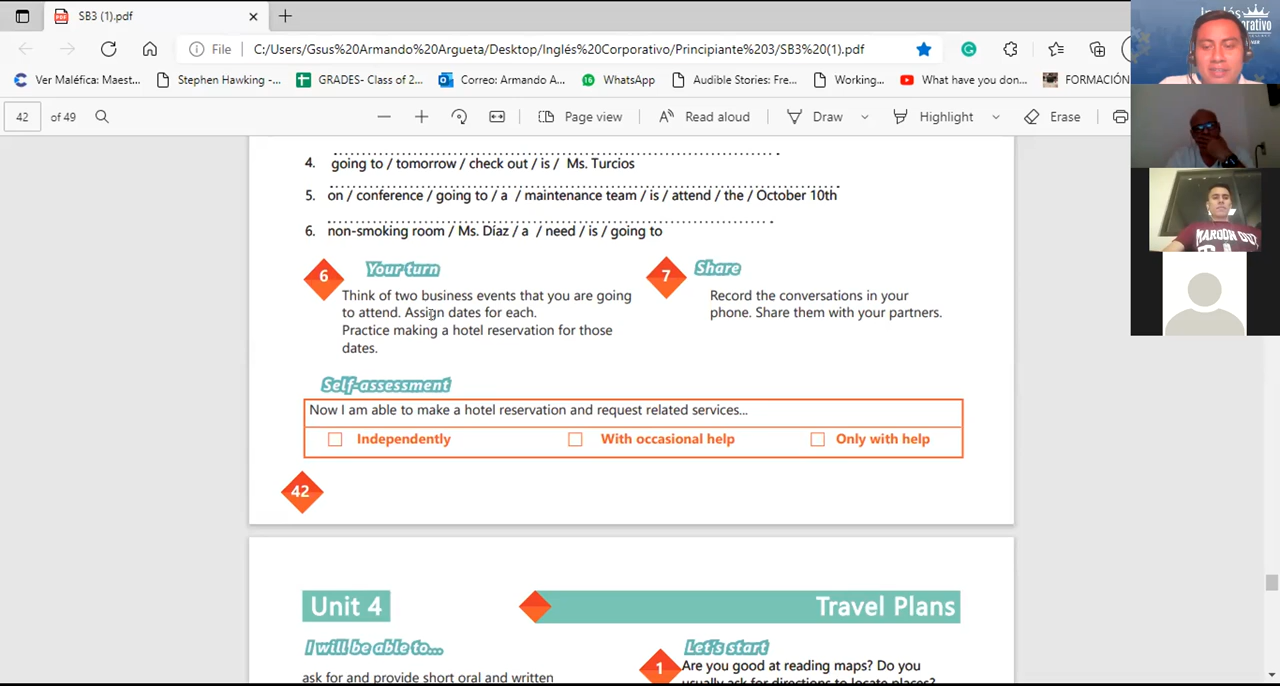 SB3 (1).pdf
File C:/Users/Gsus%20Armando%20Argueta/Desktop/Inglés%20Corporativo/Principiante%203/SB3%20(1).pdf
Ver Maléfica: Maest... Stephen Hawking -... GRADES- Class of 2... Correo: Armando A... WhatsApp Audible Stories: Fre... Working... What have you don... FORMACIÓN
42 of 49 Page view Read aloud Draw Highlight Erase
4. going to / tomorrow / check out / is / Ms. Turcios
5. on / conference / going to / a / maintenance team / is / attend / the / October 10th
6. non-smoking room / Ms. Díaz / a / need / is / going to
6 Your turn
Think of two business events that you are going
to attend. Assign dates for each.
Practice making a hotel reservation for those
dates.
7 Share
Record the conversations in your
phone. Share them with your partners.
Self-assessment
Now I am able to make a hotel reservation and request related services...
Independently With occasional help Only with help
42
Unit 4 Travel Plans
I will be able to...
ask for and provide short oral and written
Let's start
1 Are you good at reading maps? Do you
usually ask for directions to locate places?